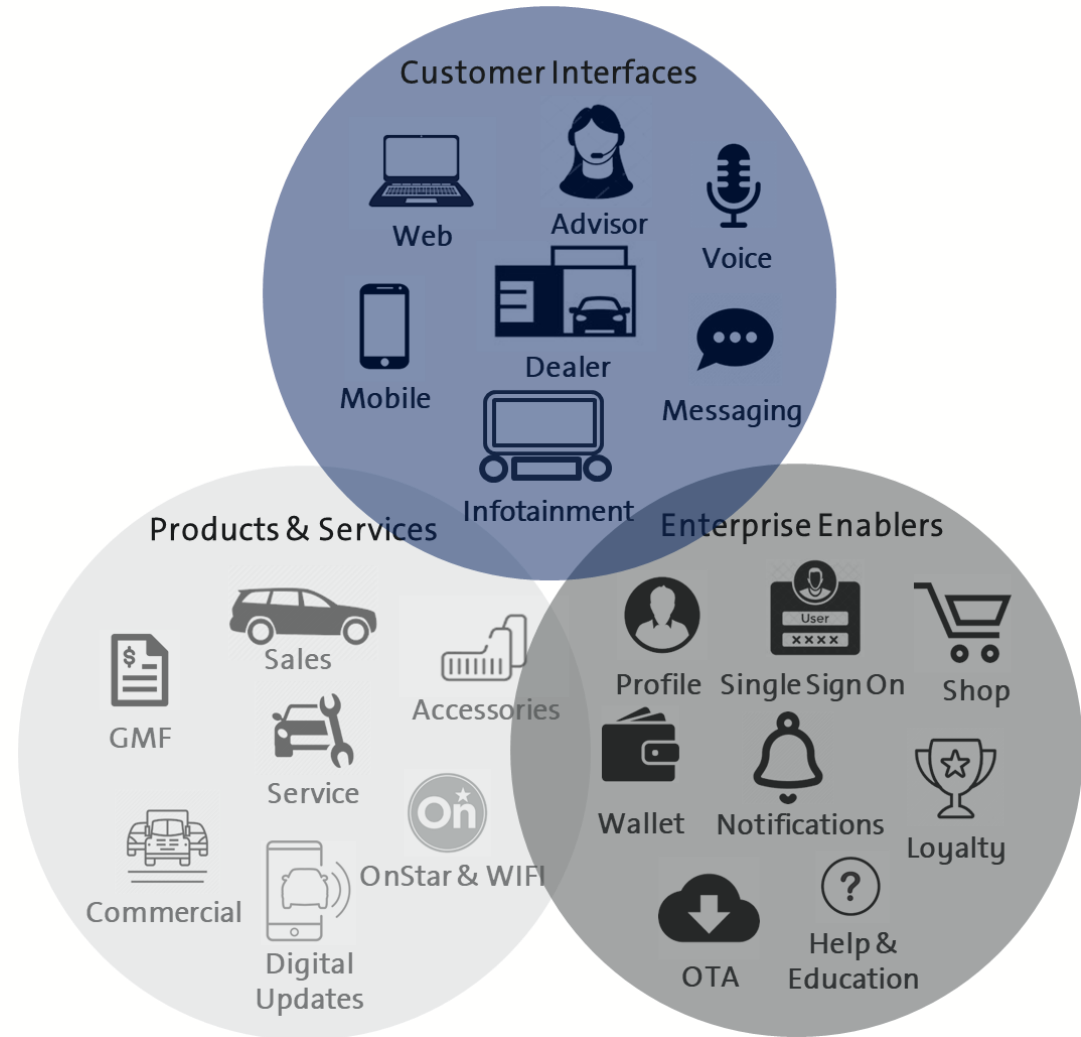 Customer Interfaces
Web
Advisor
Voice
Mobile
Dealer
Messaging
Infotainment
Products & Services
$
GMF
Sales
Accessories
Service
Commercial
On
OnStar & WIFI
Digital
Updates
Enterprise Enablers
Profile
User
XXXX
Single Sign On
Shop
Wallet
Notifications
Loyalty
OTA
?
Help &
Education